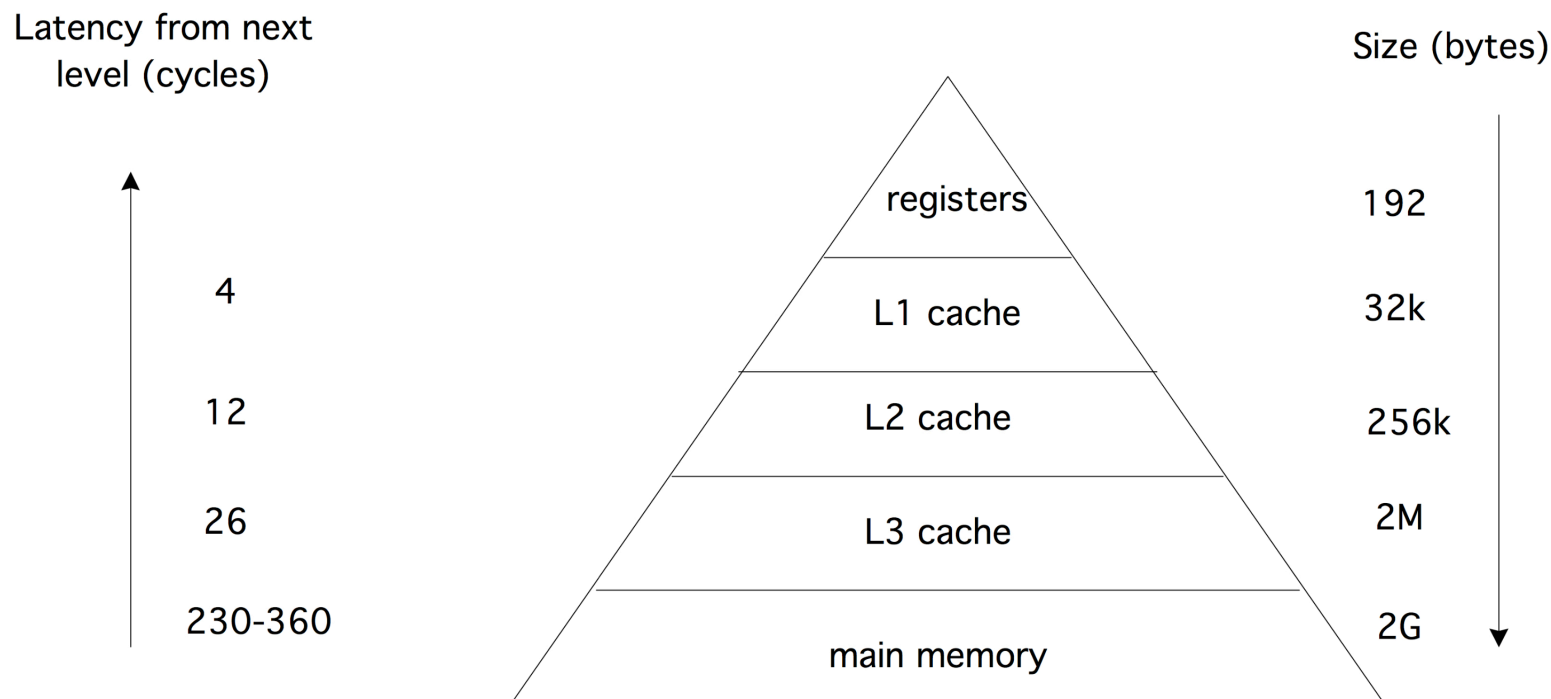 Latency from next
level (cycles)
Size (bytes)
registers
192
4
L1 cache
32k
12
L2 cache
256k
26
L3 cache
2M
230-360
main memory
2G